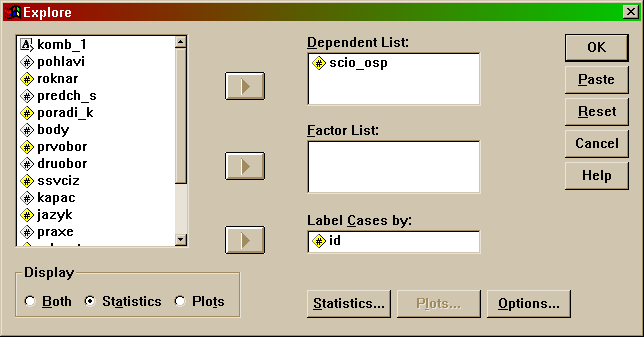 Explore
komb_1
pohlavi
roknar
predch_s
poradi_k
body
prvobor
druobor
ssvciz
kapac
jazyk
praxe
Dependent List:
scio_osp
Factor List:
Label Cases by:
id
OK
Paste
Reset
Cancel
Help
Display
Both
Statistics
Plots
Statistics...
Plots...
Options...